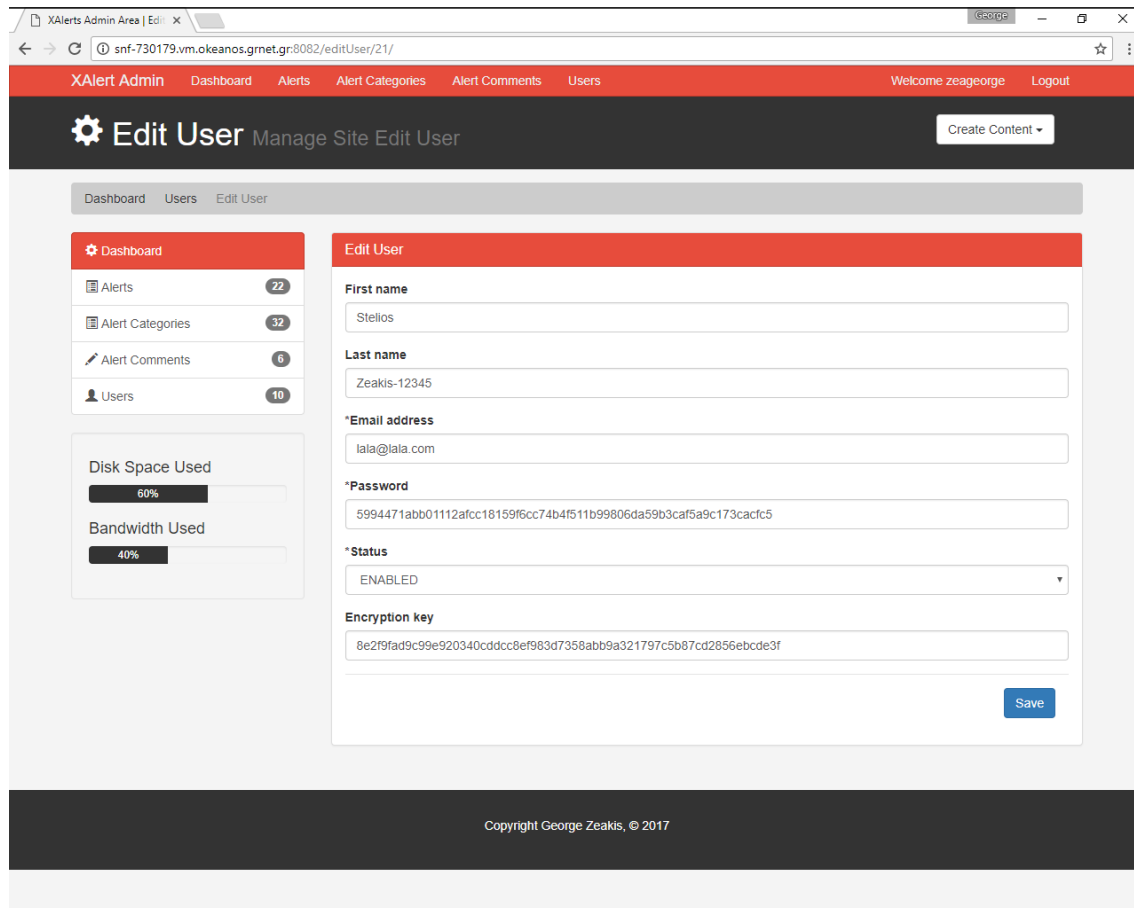 XAlerts Admin Area | Edit
George
snf-730179.vm.okeanos.grnet.gr:8082/editUser/21/
XAlert Admin Dashboard Alerts Alert Categories Alert Comments Users Welcome zeageorge Logout
Edit User Manage Site Edit User
Create Content
Dashboard Users Edit User
Dashboard
Alerts 22
Alert Categories 32
Alert Comments 6
Users 10
Disk Space Used
60%
Bandwidth Used
40%
Edit User
First name
Stelios
Last name
Zeakis-12345
*Email address
lala@lala.com
*Password
5994471abb01112afcc18159f6cc74b4f511b99806da59b3caf5a9c173cacfc5
*Status
ENABLED
Encryption key
8e2f9fad9c99e920340cddcc8ef983d7358abb9a321797c5b87cd2856ebcde3f
Save
Copyright George Zeakis, © 2017